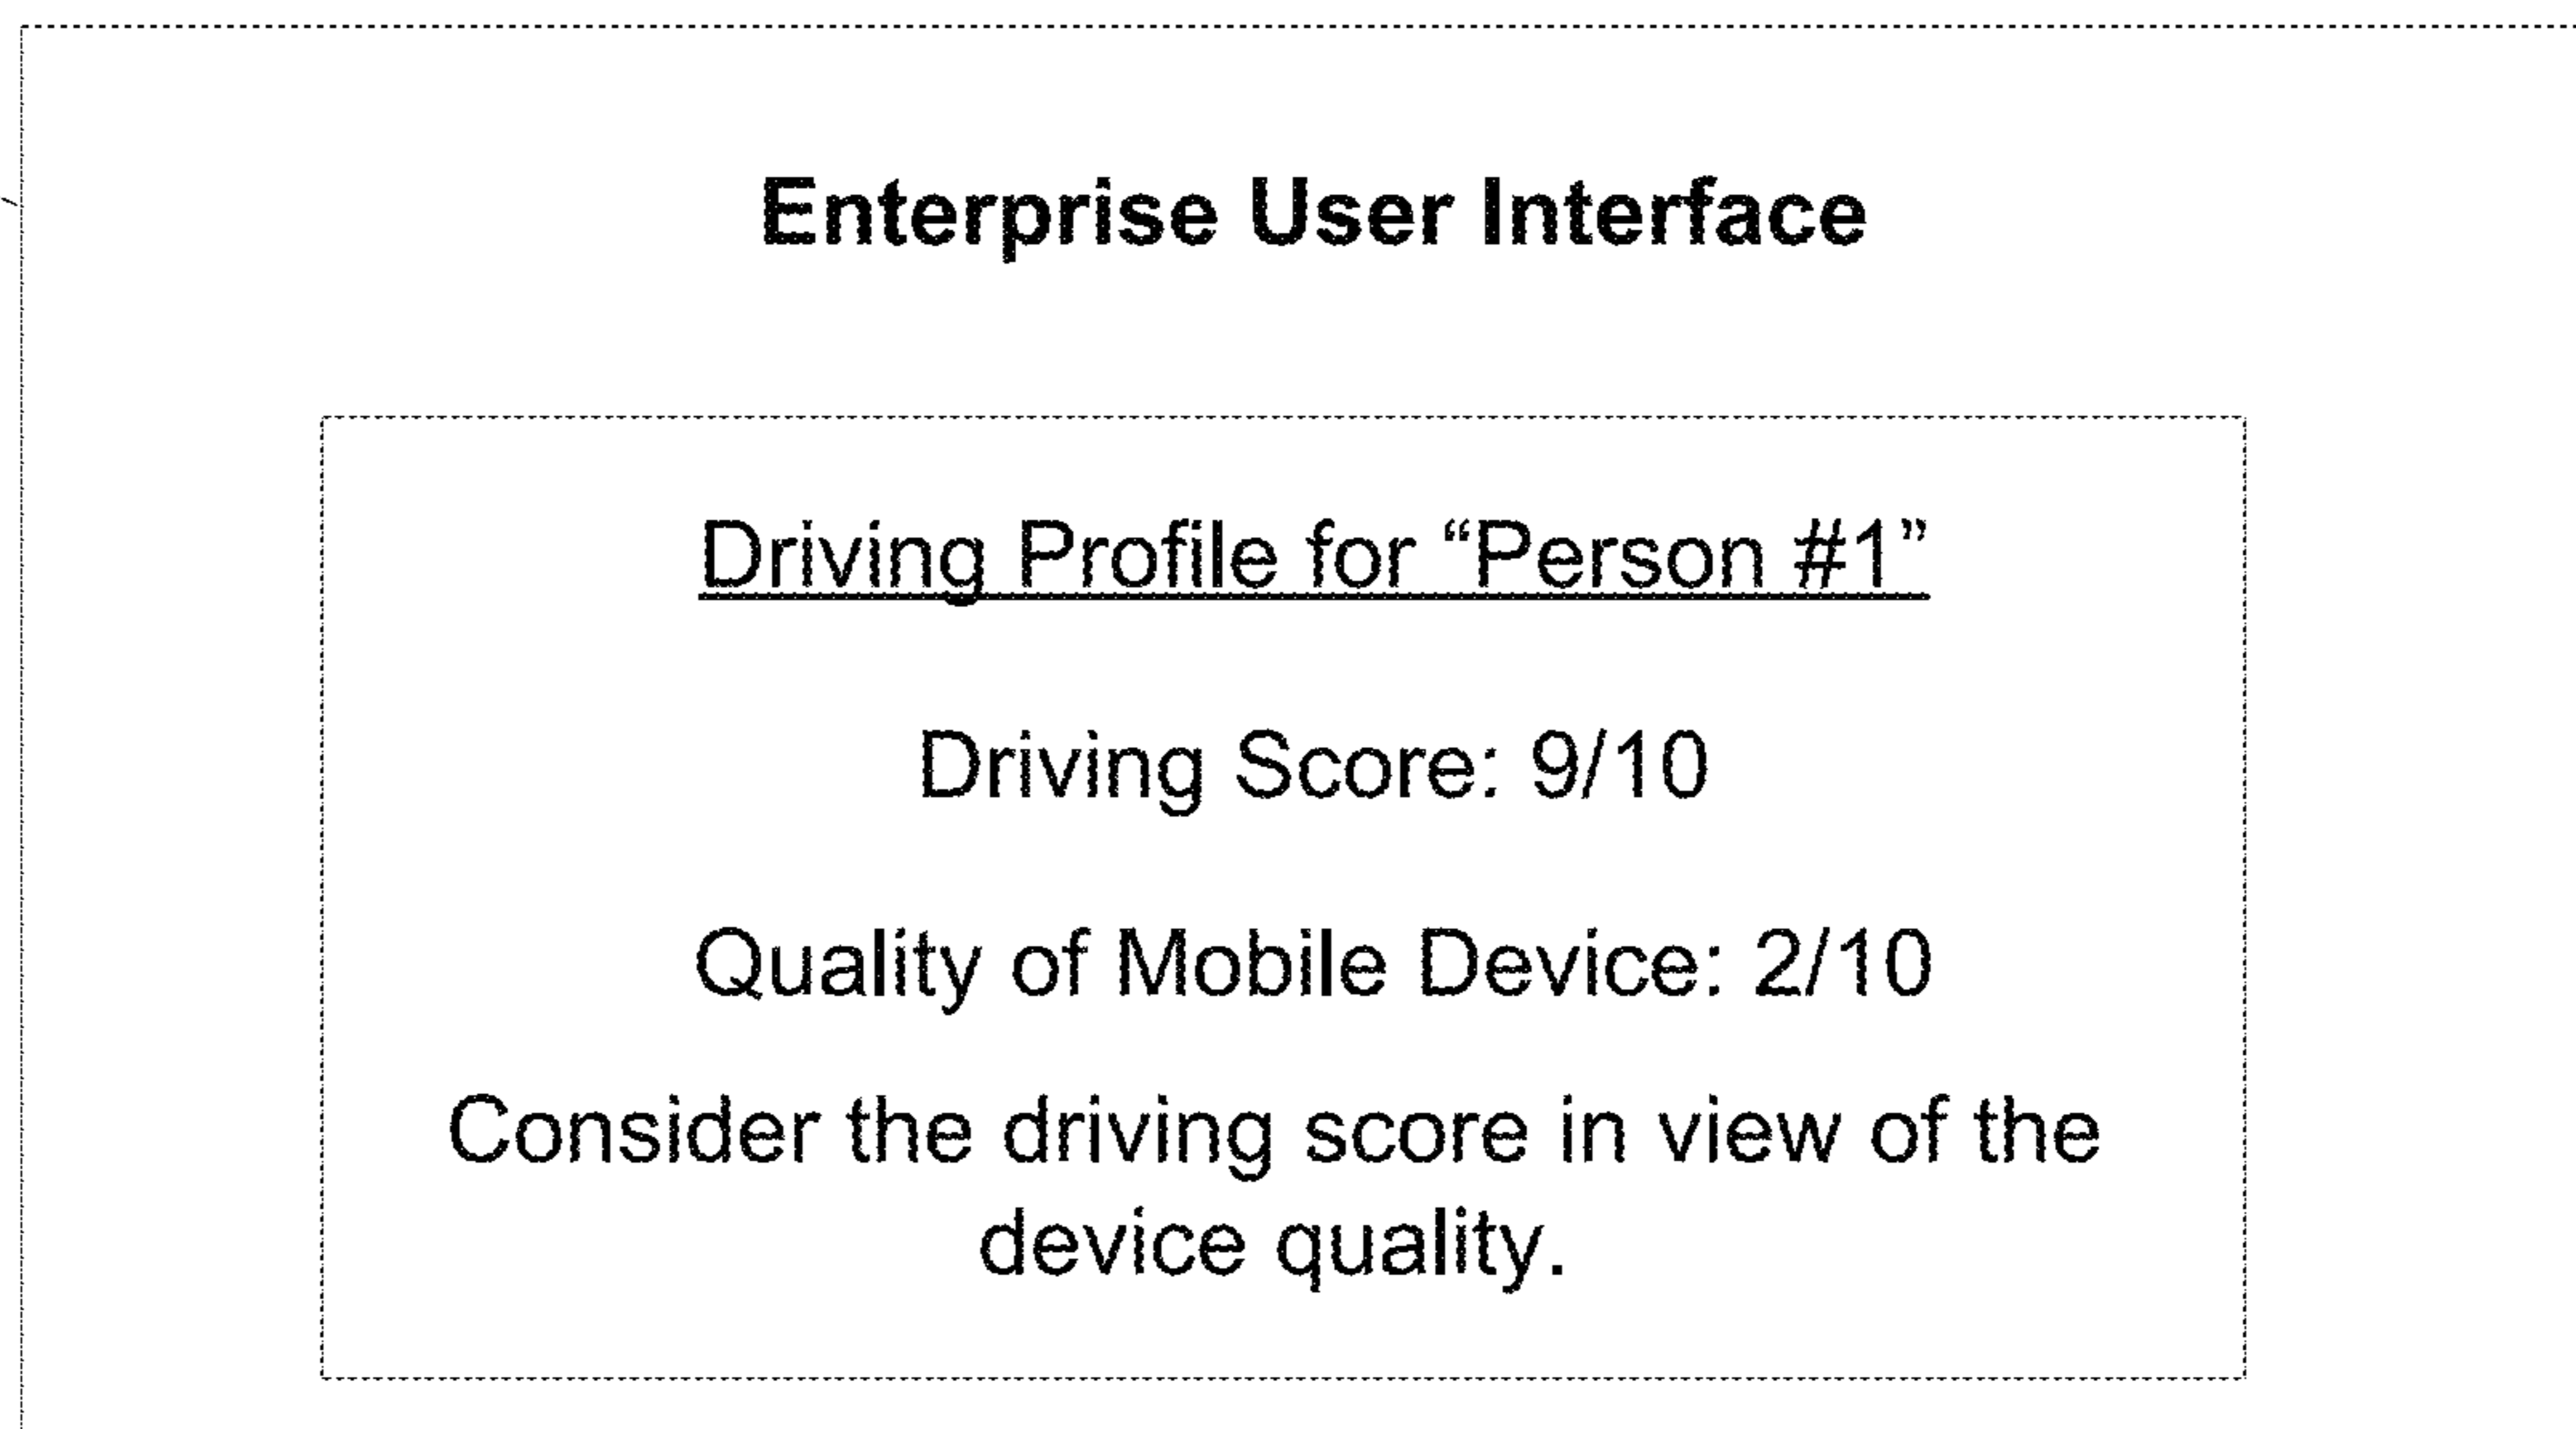 Enterprise User Interface
Driving Profile for “Person #1”
Driving Score: 9/10
Quality of Mobile Device: 2/10
Consider the driving score in view of the
device quality.